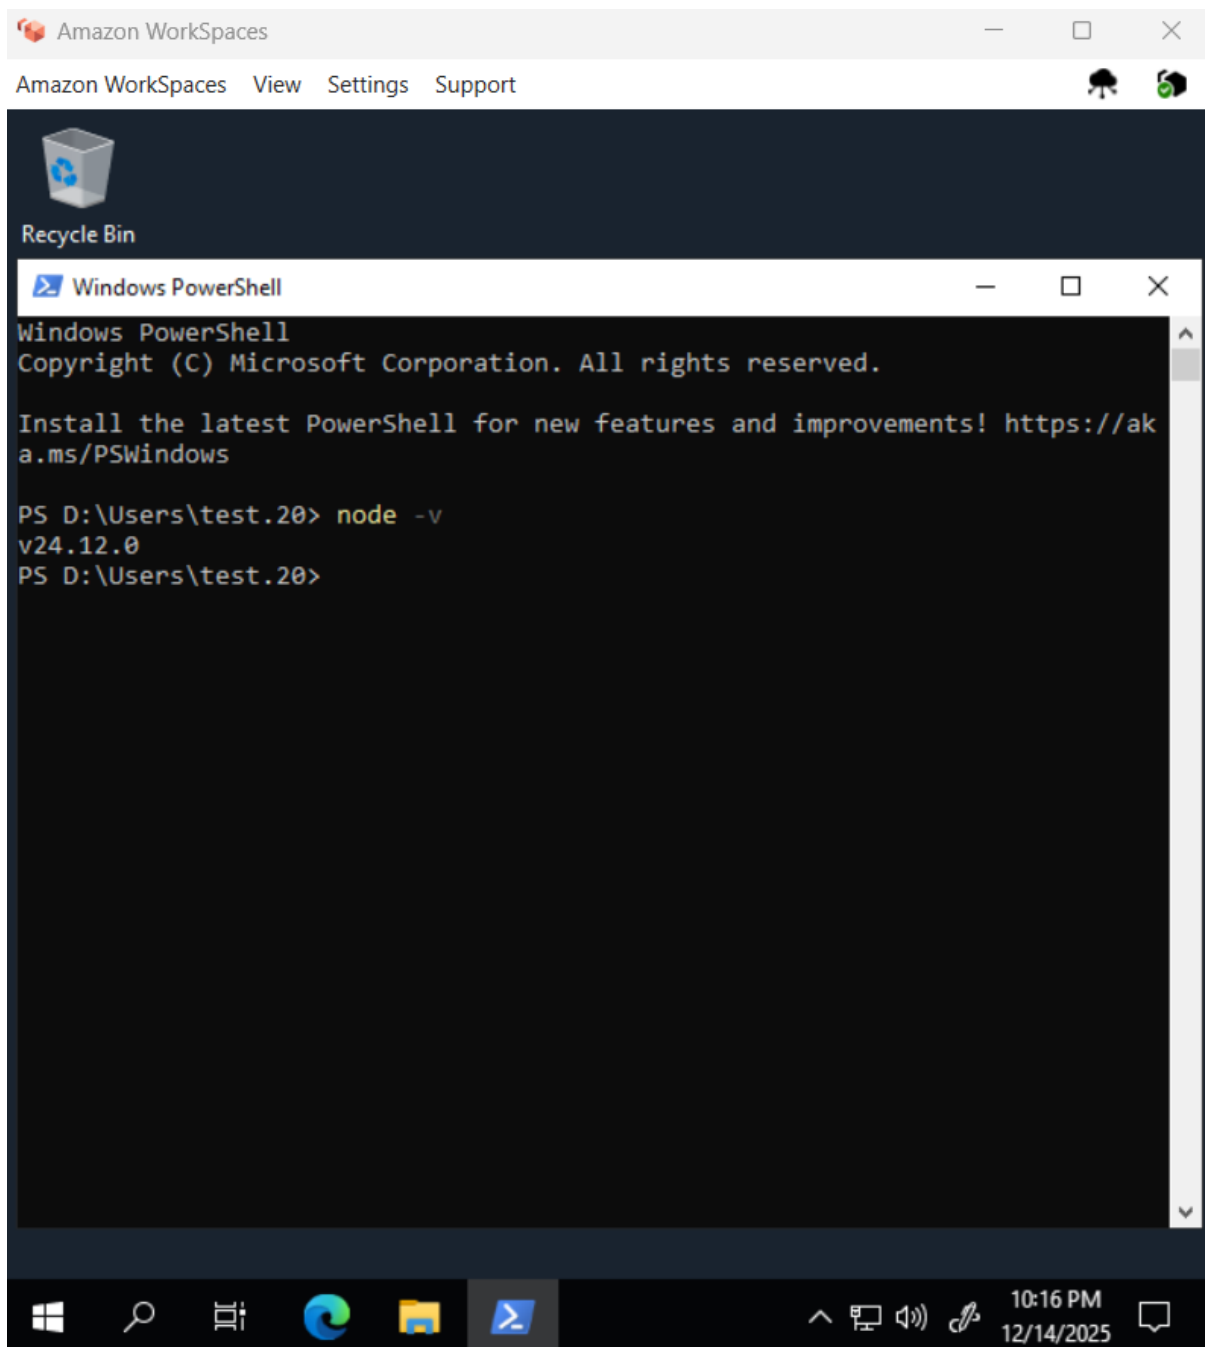 Amazon WorkSpaces
Amazon WorkSpaces View Settings Support
Recycle Bin
Windows PowerShell
Windows PowerShell
Copyright (C) Microsoft Corporation. All rights reserved.
Install the latest PowerShell for new features and improvements! https://ak
a.ms/PSWindows
PS D:\Users\test.20> node -v
v24.12.0
PS D:\Users\test.20>
10:16 PM
12/14/2025